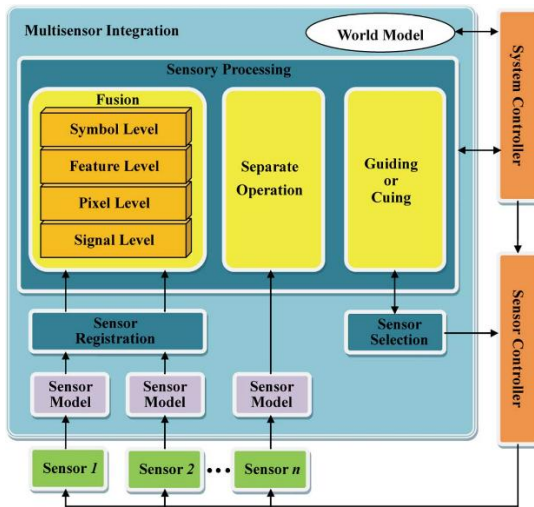 Multisensor Integration
World Model
Sensory Processing
Fusion
Symbol Level
Feature Level
Pixel Level
Signal Level
Separate
Operation
Guiding
or
Cuing
System Controller
Sensor
Registration
Sensor
Selection
Sensor Controller
Sensor
Model
Sensor
Model
Sensor
Model
Sensor 1
Sensor 2
•••
Sensor n